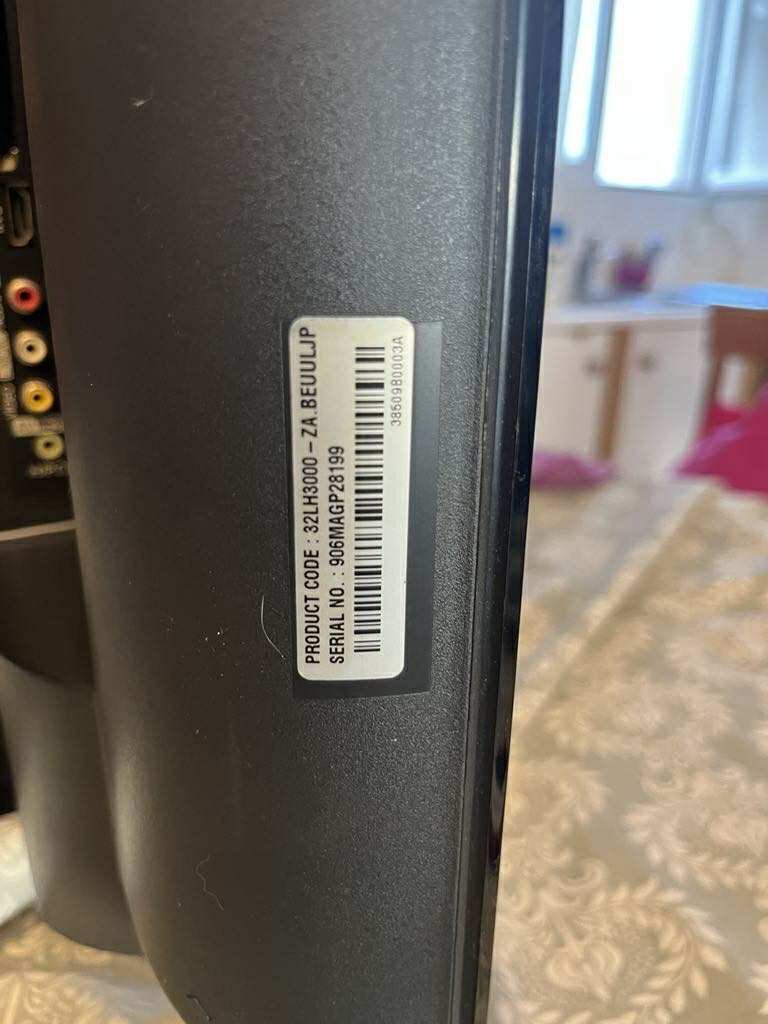 PRODUCT CODE : 32LH3000 – ZA.BEUULJP
SERIAL NO. : 906MAGP28199
3850980003A